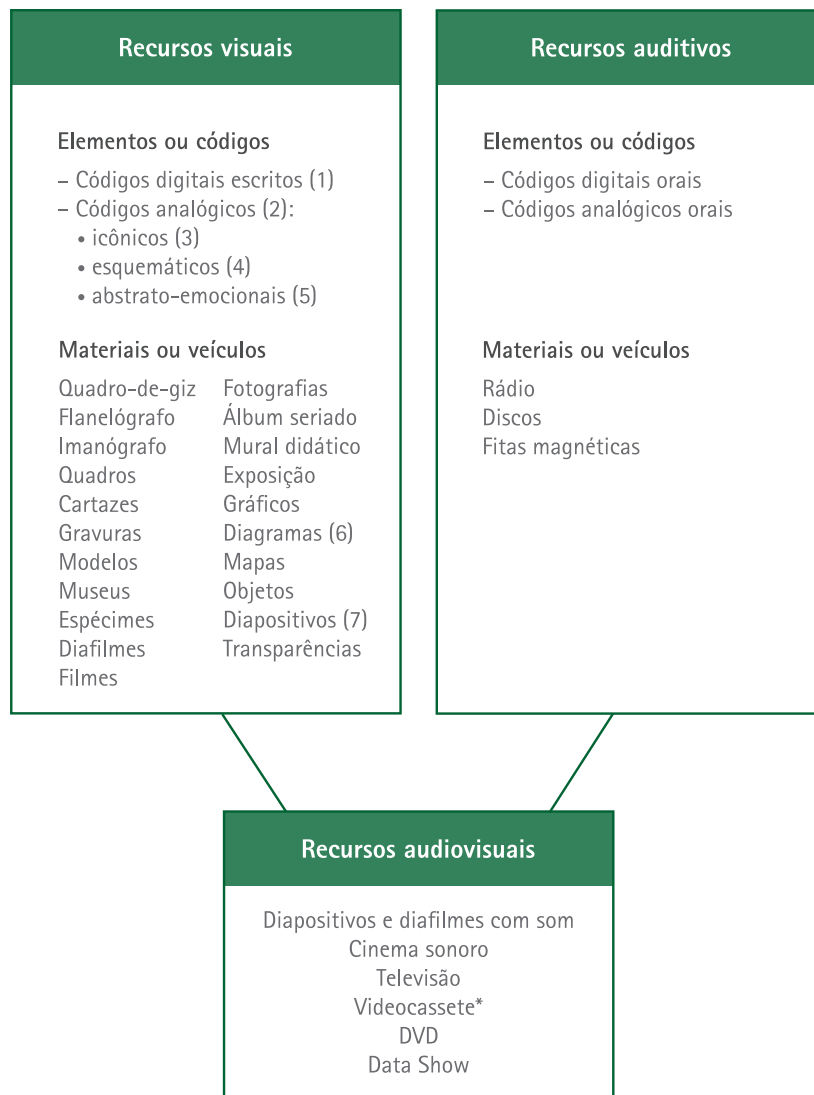 Recursos visuais
Elementos ou códigos
– Códigos digitais escritos (1)
– Códigos analógicos (2):
• icônicos (3)
• esquemáticos (4)
• abstrato-emocionais (5)
Materiais ou veículos
Quadro-de-giz
Flanelógrafo
Imanógrafo
Quadros
Cartazes
Gravuras
Modelos
Museus
Espécimes
Diafilmes
Filmes
Fotografias
Álbum seriado
Mural didático
Exposição
Gráficos
Diagramas (6)
Mapas
Objetos
Diapositivos (7)
Transparências
Recursos auditivos
Elementos ou códigos
– Códigos digitais orais
– Códigos analógicos orais
Materiais ou veículos
Rádio
Discos
Fitas magnéticas
Recursos audiovisuais
Diapositivos e diafilmes com som
Cinema sonoro
Televisão
Videocassete*
DVD
Data Show